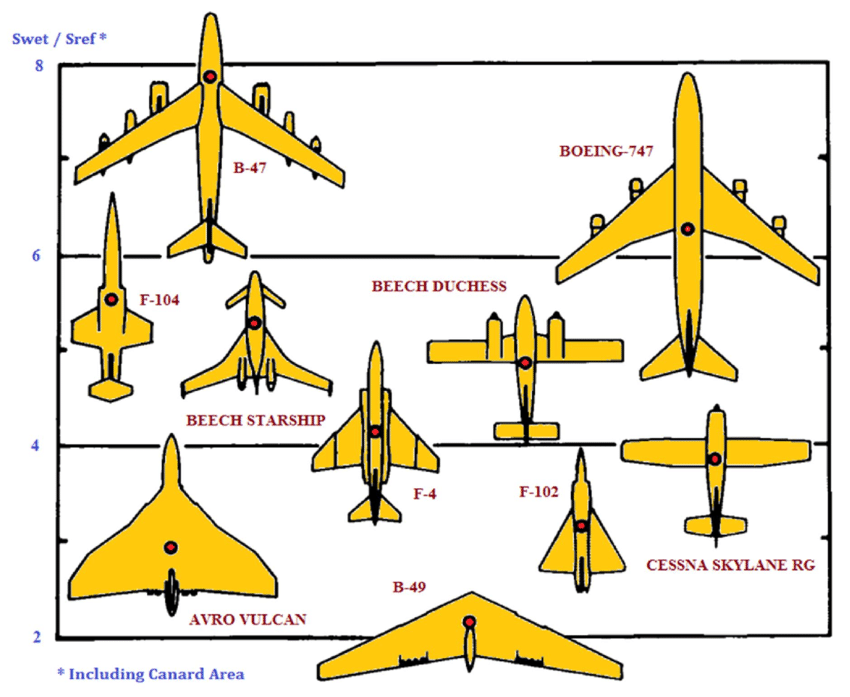 Swet / Sref *
8
B-47
BOEING-747
6
F-104
BEECH DUCHESS
BEECH STARSHIP
4
F-4
F-102
CESSNA SKYLANE RG
B-49
AVRO VULCAN
2
* Including Canard Area